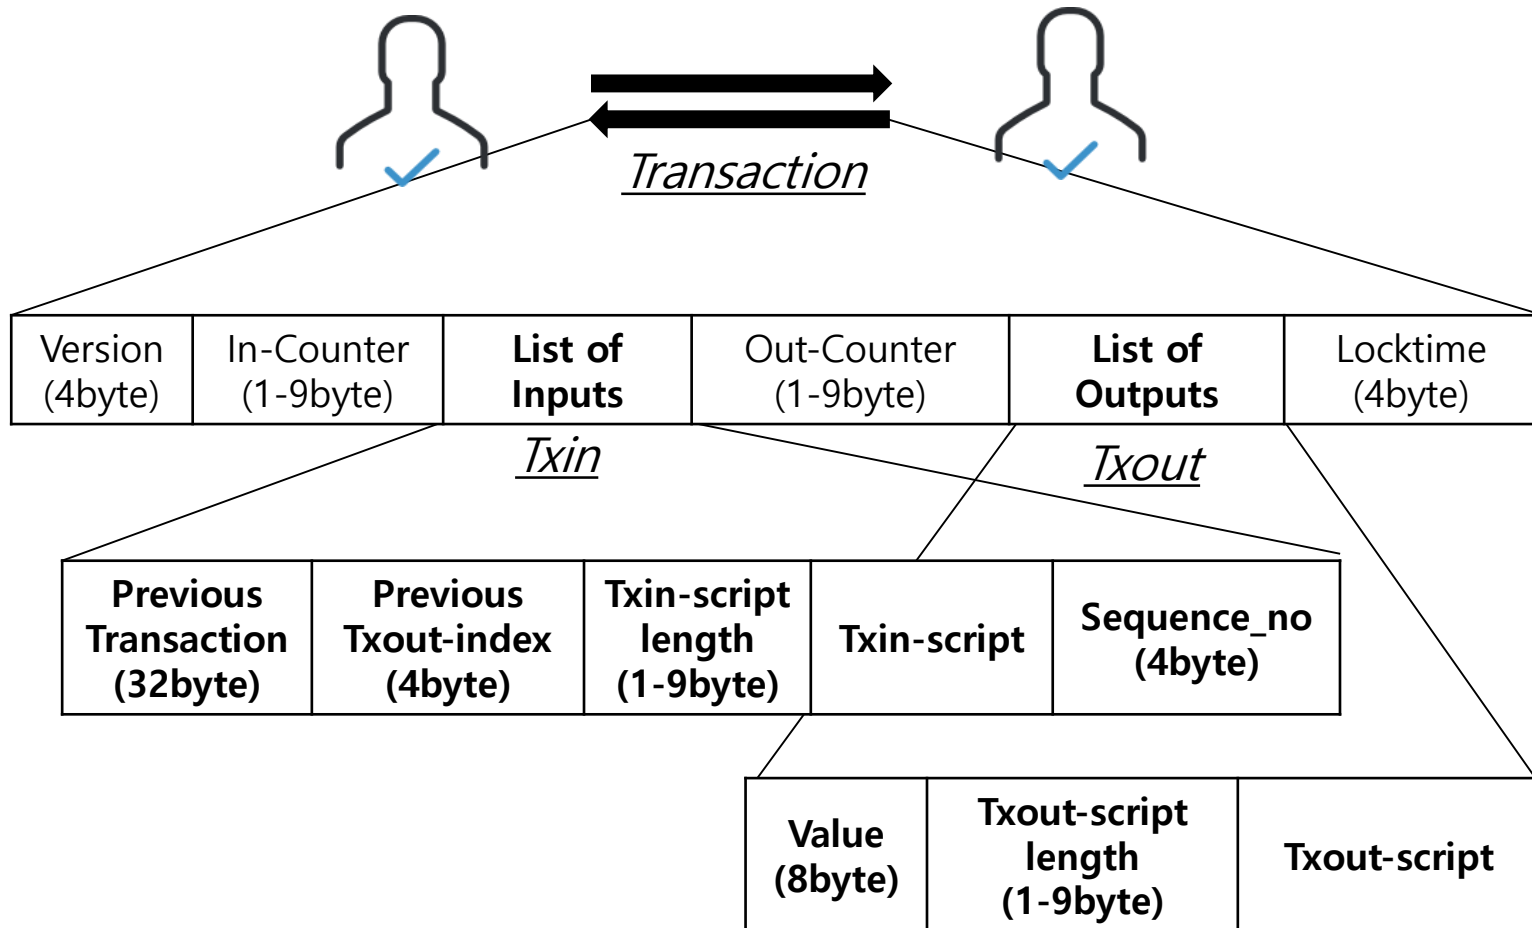 Transaction
Version
(4byte)
In-Counter
(1-9byte)
List of
Inputs
Out-Counter
(1-9byte)
List of
Outputs
Locktime
(4byte)
Txin
Txout
Previous
Transaction
(32byte)
Previous
Txout-index
(4byte)
Txin-script
length
(1-9byte)
Txin-script
Sequence_no
(4byte)
Value
(8byte)
Txout-script
length
(1-9byte)
Txout-script